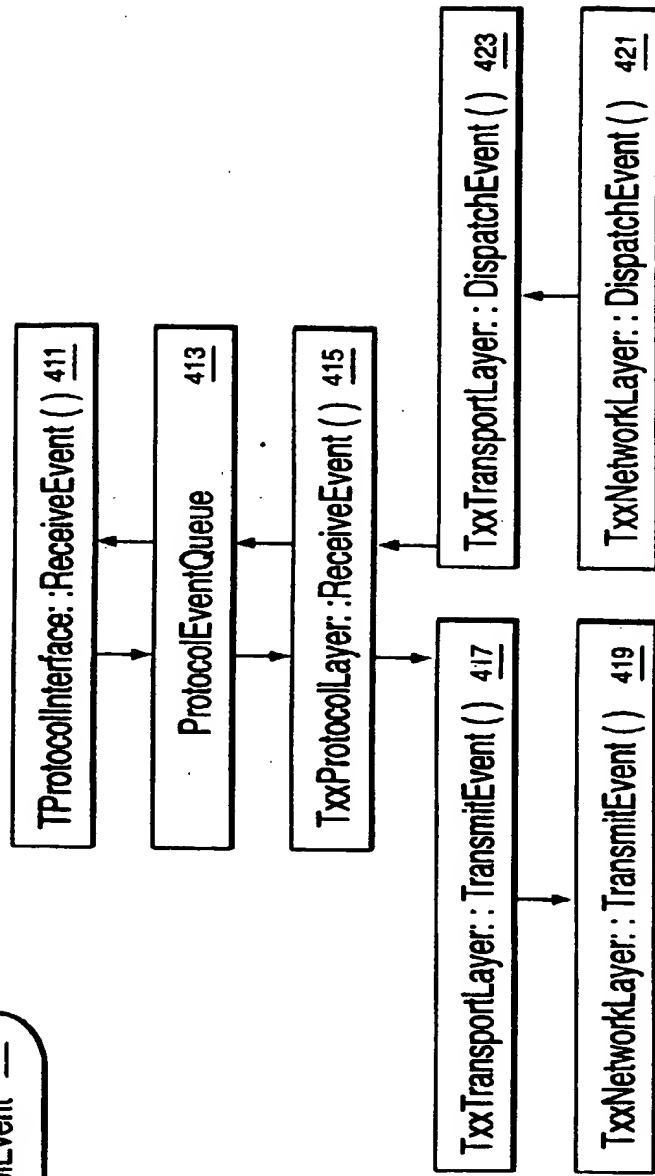 TProtocolInterface: :ReceiveEvent ( ) 411
ProtocolEventQueue 413
TxxProtocolLayer: :ReceiveEvent ( ) 415
TxxTransportLayer: : TransmitEvent ( ) 417
TxxTransportLayer: : DispatchEvent ( ) 423
TxxNetworkLayer: : TransmitEvent ( ) 419
TxxNetworkLayer: : DispatchEvent ( ) 421